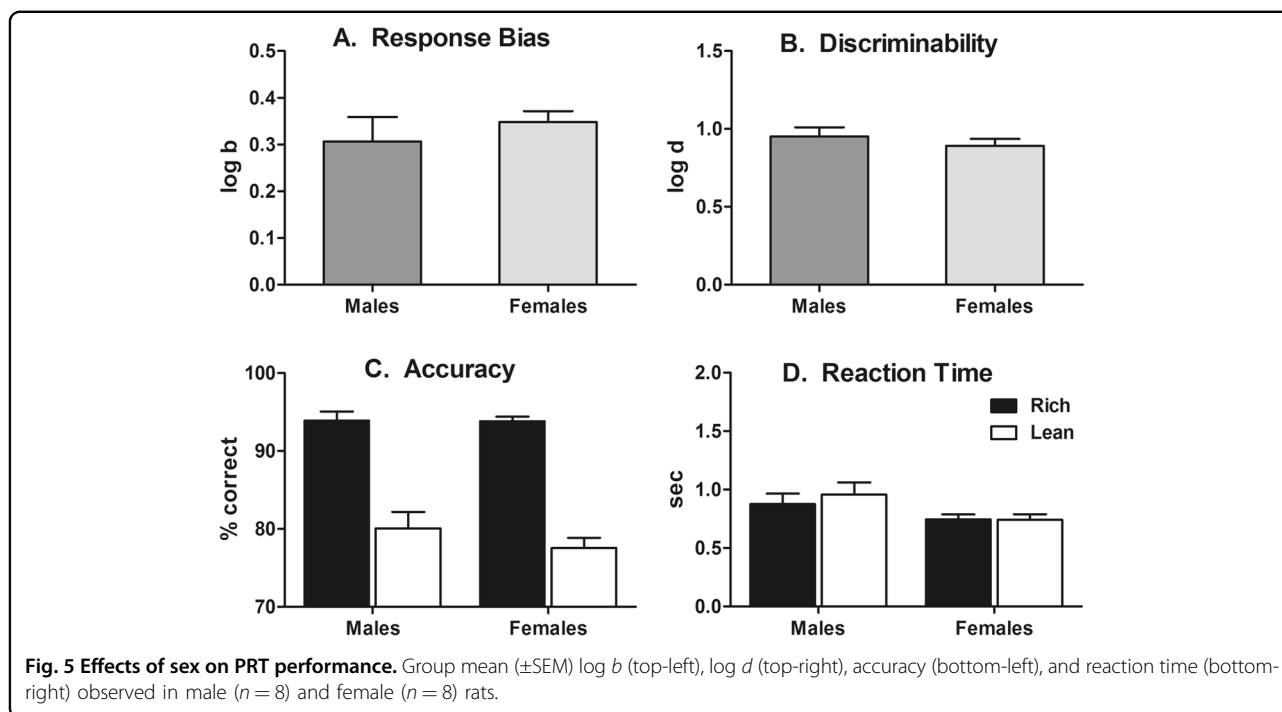 A. Response Bias
0.5
0.4
0.3
0.2
0.1
0.0
log b
Males
Females
B. Discriminability
1.5
1.0
0.5
0.0
log d
Males
Females
C. Accuracy
100
90
80
70
% correct
Males
Females
D. Reaction Time
2.0
1.5
1.0
0.5
0.0
sec
Rich
Lean
Males
Females
Fig. 5 Effects of sex on PRT performance. Group mean (±SEM) log b (top-left), log d (top-right), accuracy (bottom-left), and reaction time (bottom-
right) observed in male (n = 8) and female (n = 8) rats.